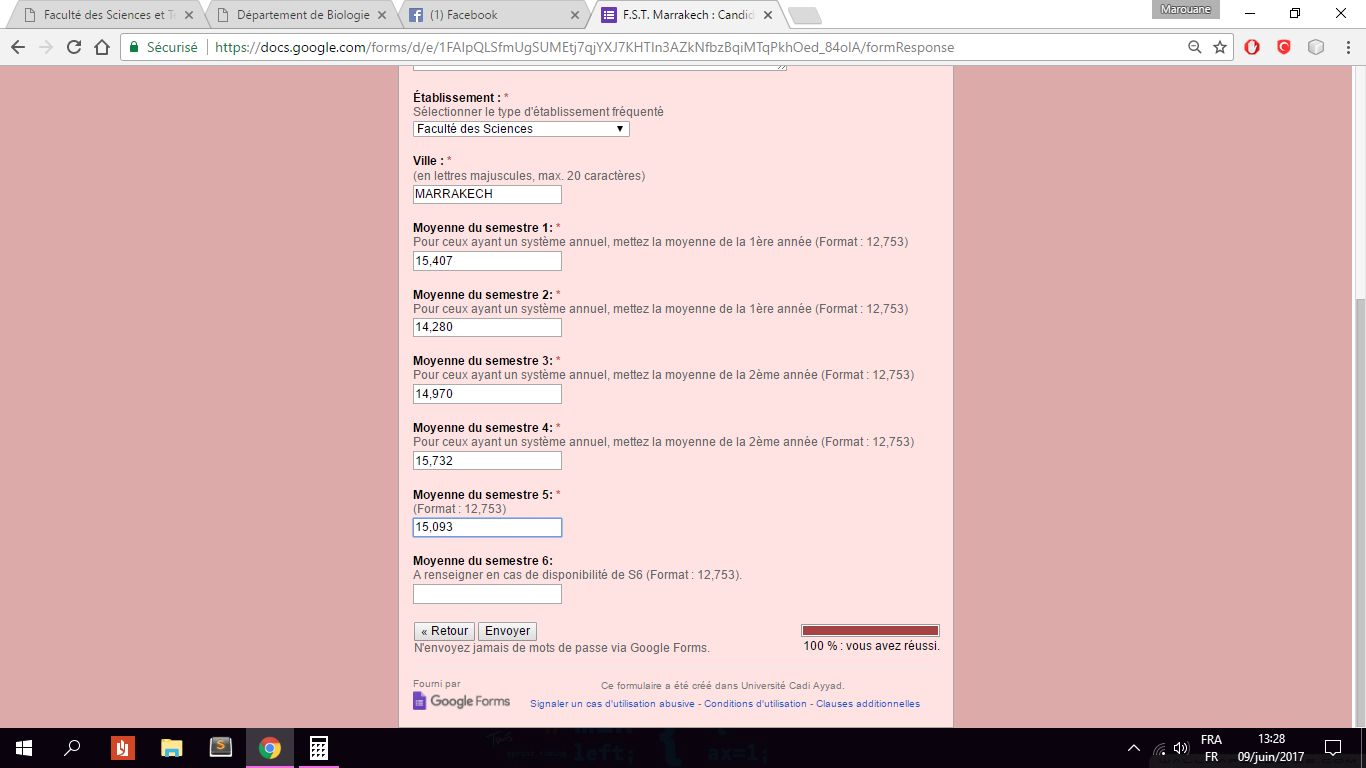 Faculté des Sciences et Te
Département de Biologie
(1) Facebook
F.S.T. Marrakech : Candid
Marouane
Sécurisé
https://docs.google.com/forms/d/e/1FAIpQLSfmUgSUMEtj7qjYXJ7KHTIn3AZkNfbzBqiMTqPkhOed_84oIA/formResponse
Établissement : *
Sélectionner le type d'établissement fréquenté
Faculté des Sciences
Ville : *
(en lettres majuscules, max. 20 caractères)
MARRAKECH
Moyenne du semestre 1: *
Pour ceux ayant un système annuel, mettez la moyenne de la 1ère année (Format : 12,753)
15,407
Moyenne du semestre 2: *
Pour ceux ayant un système annuel, mettez la moyenne de la 1ère année (Format : 12,753)
14,280
Moyenne du semestre 3: *
Pour ceux ayant un système annuel, mettez la moyenne de la 2ème année (Format : 12,753)
14,970
Moyenne du semestre 4: *
Pour ceux ayant un système annuel, mettez la moyenne de la 2ème année (Format : 12,753)
15,732
Moyenne du semestre 5: *
(Format : 12,753)
15,093
Moyenne du semestre 6:
A renseigner en cas de disponibilité de S6 (Format : 12,753).
« Retour
Envoyer
N'envoyez jamais de mots de passe via Google Forms.
100 % : vous avez réussi.
Fourni par
Google Forms
Ce formulaire a été créé dans Université Cadi Ayyad.
Signaler un cas d'utilisation abusive - Conditions d'utilisation - Clauses additionnelles
left; { ax=1;
FRA
FR
13:28
09/juin/2017